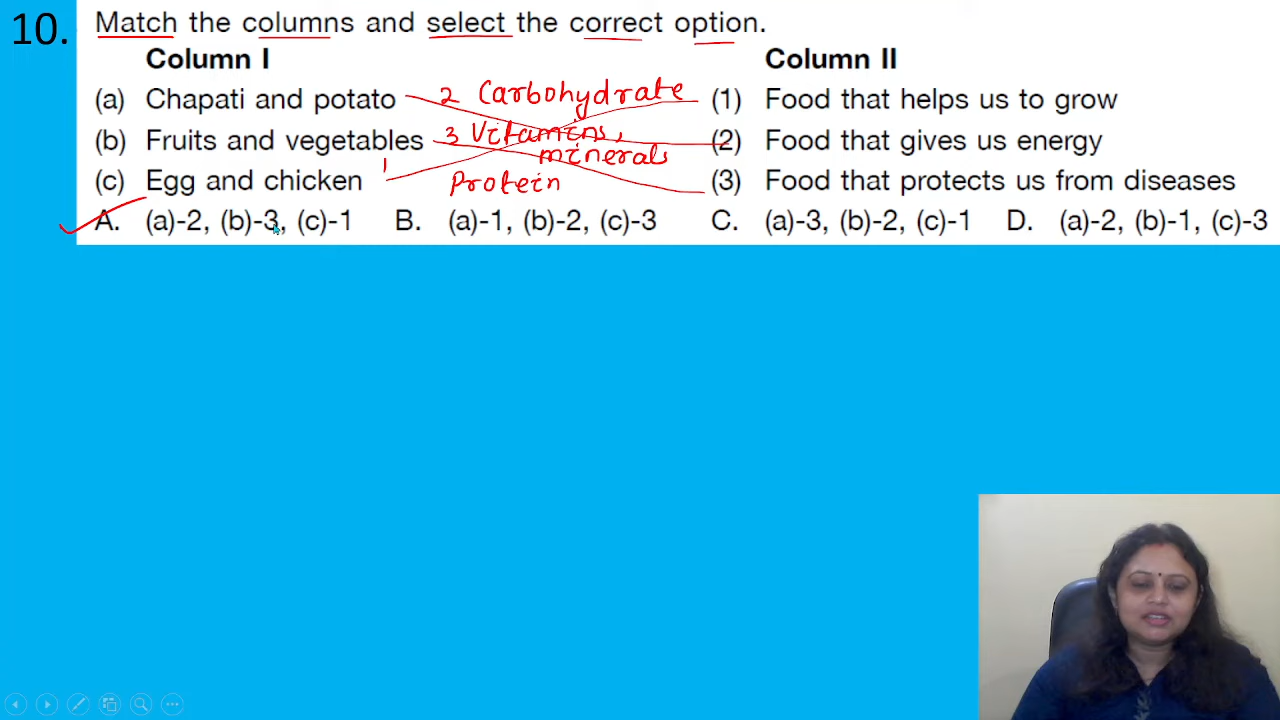 10. Match the columns and select the correct option.
Column I Column II
(a) Chapati and potato 2 Carbohydrate (1) Food that helps us to grow
(b) Fruits and vegetables 3 Vitamins, minerals (2) Food that gives us energy
(c) Egg and chicken 1 Protein (3) Food that protects us from diseases
A. (a)-2, (b)-3, (c)-1 B. (a)-1, (b)-2, (c)-3 C. (a)-3, (b)-2, (c)-1 D. (a)-2, (b)-1, (c)-3